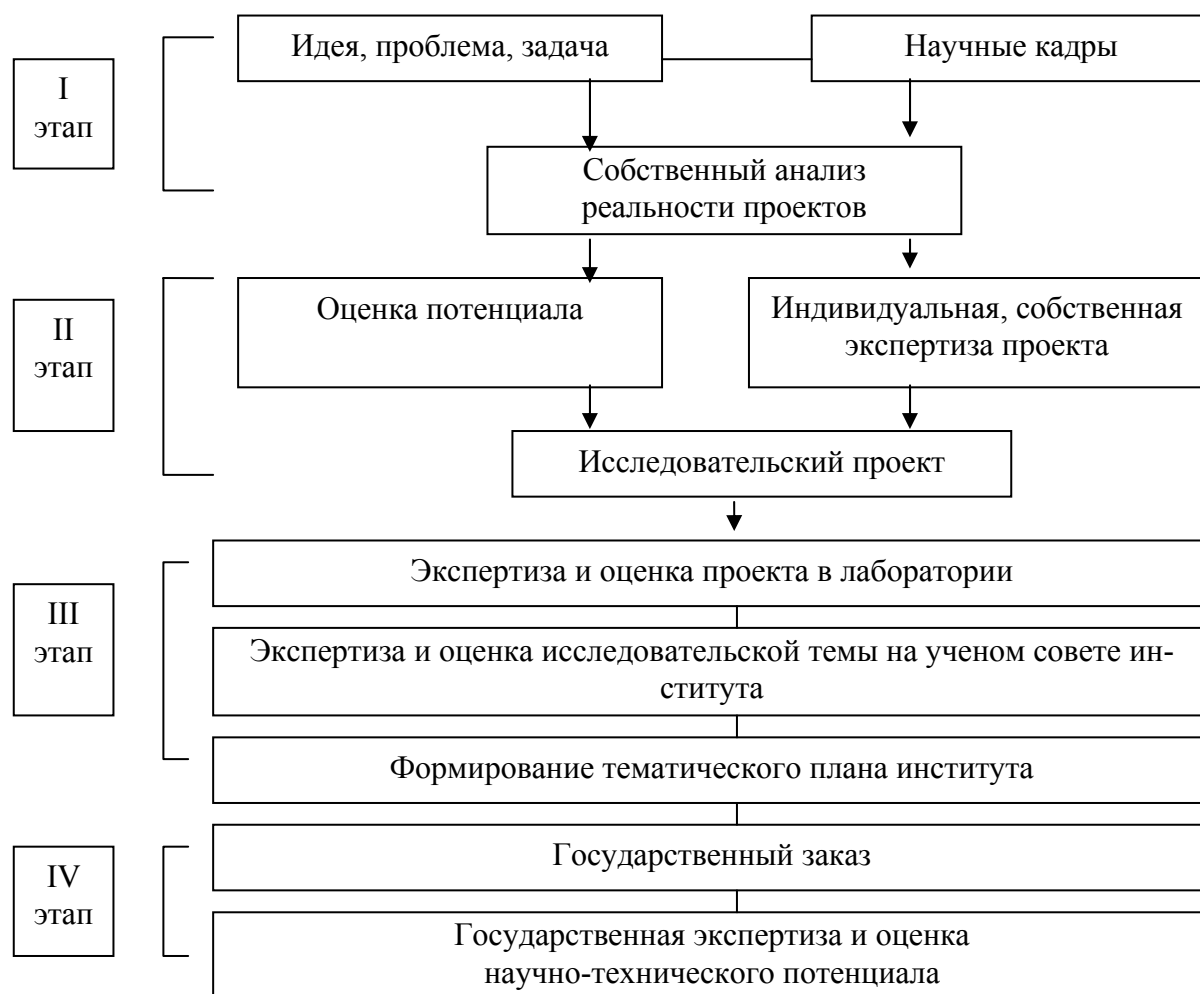 Идея, проблема, задача
Научные кадры
I
этап
Собственный анализ
реальности проектов
II
этап
Оценка потенциала
Индивидуальная, собственная
экспертиза проекта
Исследовательский проект
III
этап
Экспертиза и оценка проекта в лаборатории
Экспертиза и оценка исследовательской темы на ученом совете ин-
ститута
Формирование тематического плана института
IV
этап
Государственный заказ
Государственная экспертиза и оценка
научно-технического потенциала